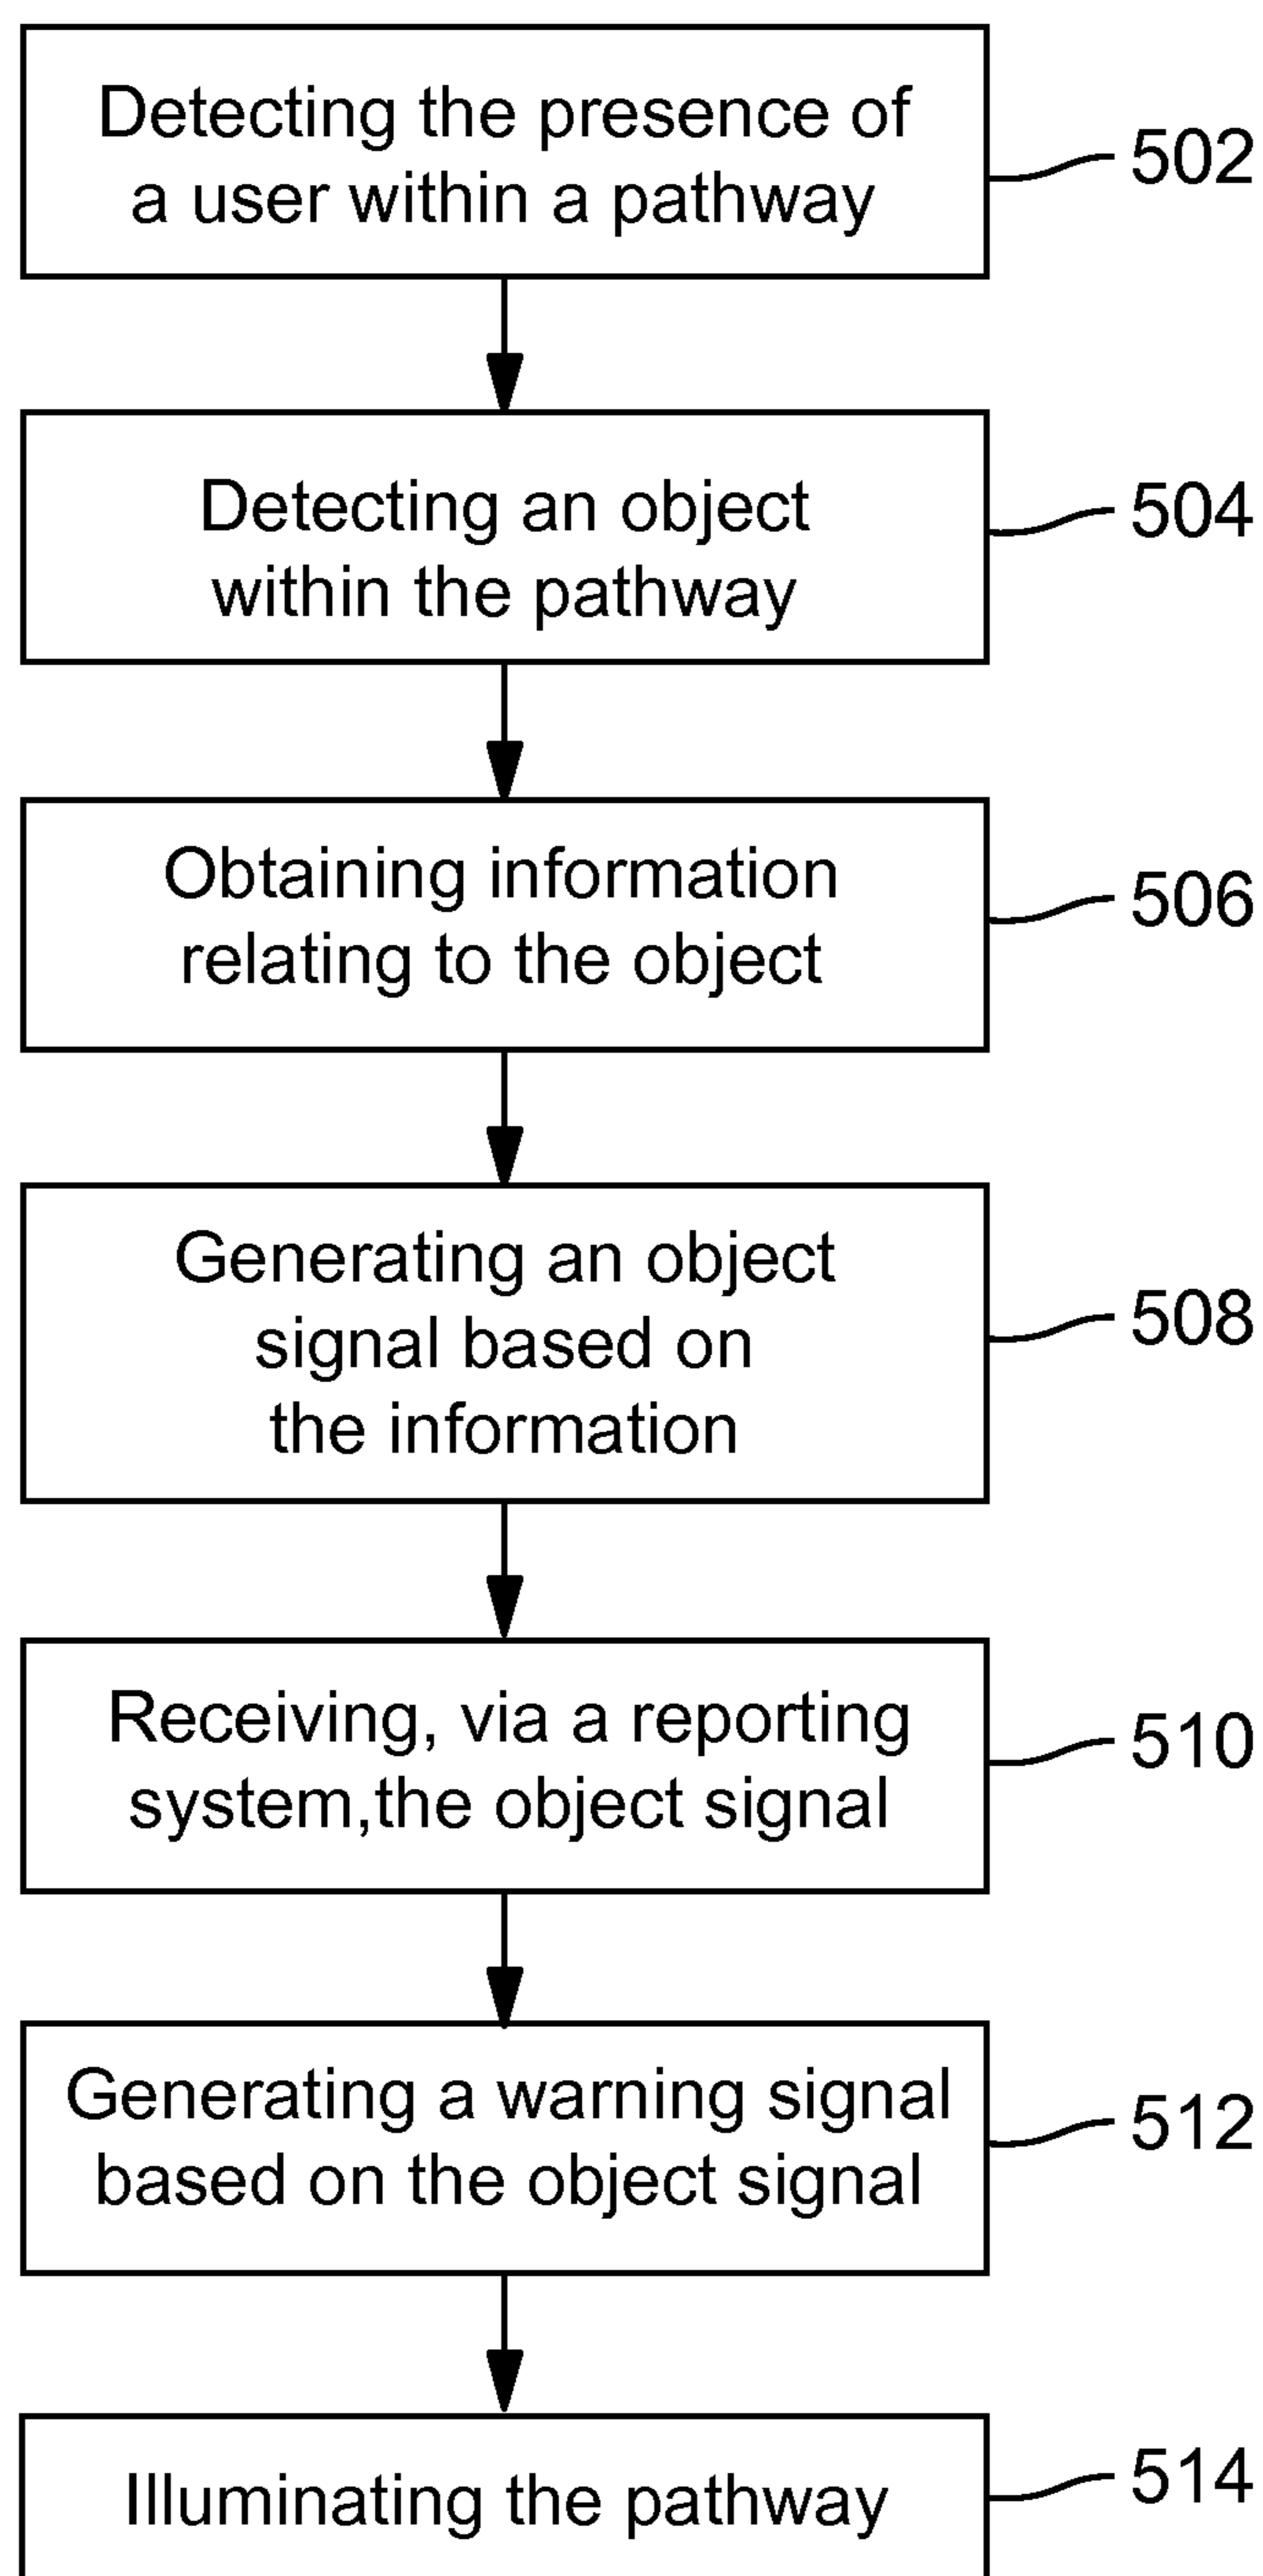 Detecting the presence of
a user within a pathway
502
Detecting an object
within the pathway
504
Obtaining information
relating to the object
506
Generating an object
signal based on
the information
508
Receiving, via a reporting
system,the object signal
510
Generating a warning signal
based on the object signal
512
Illuminating the pathway
514